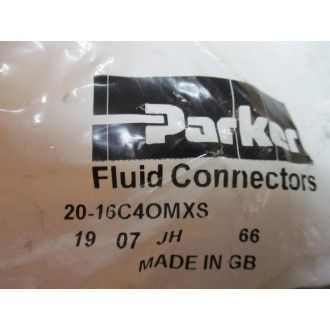 Parker
Fluid Connectors
20-16C4OMXS
19 07 JH 66
MADE IN GB